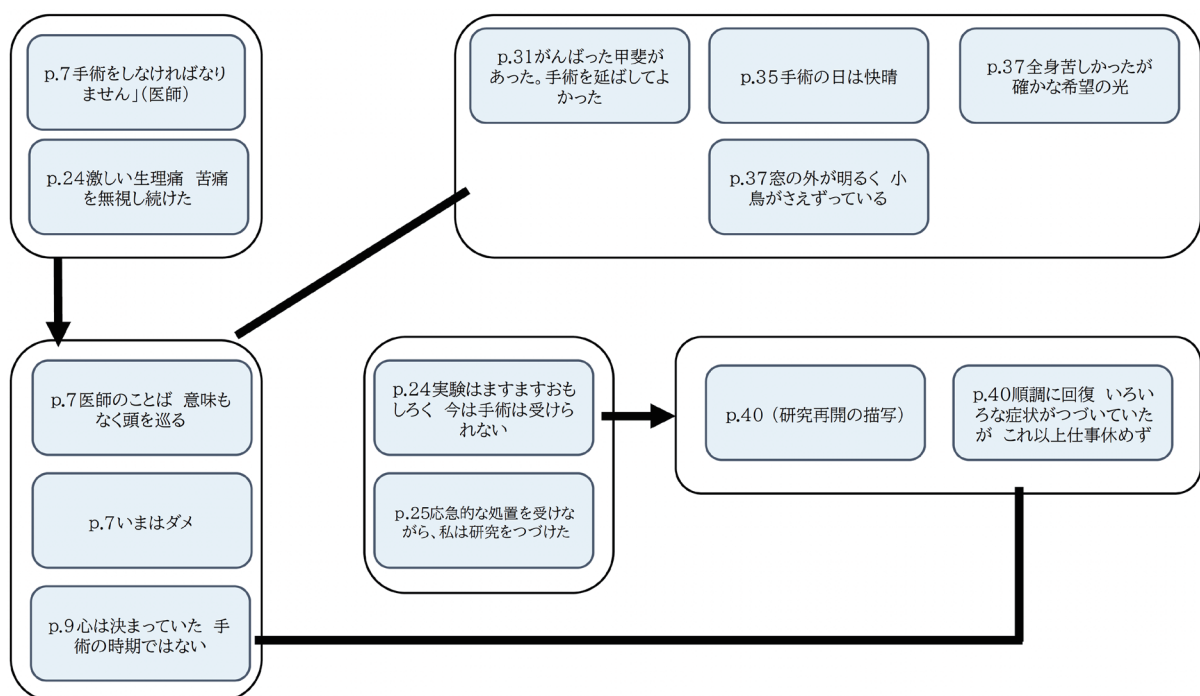 p.7手術をしなければなり
ません」（医師）
p.24激しい生理痛 苦痛
を無視し続けた
p.31がんばった甲斐が
あった。手術を延ばしてよ
かった
p.35手術の日は快晴
p.37全身苦しかったが
確かな希望の光
p.37窓の外が明るく 小
鳥がさえずっている
p.7医師のことば 意味も
なく頭を巡る
p.7いまはダメ
p.9心は決まっていた 手
術の時期ではない
p.24実験はますますおも
しろく 今は手術は受けら
れない
p.25応急的な処置を受けな
がら、私は研究をつづけた
p.40（研究再開の描写）
p.40順調に回復 いろい
ろな症状がつづいていた
が これ以上仕事休めず